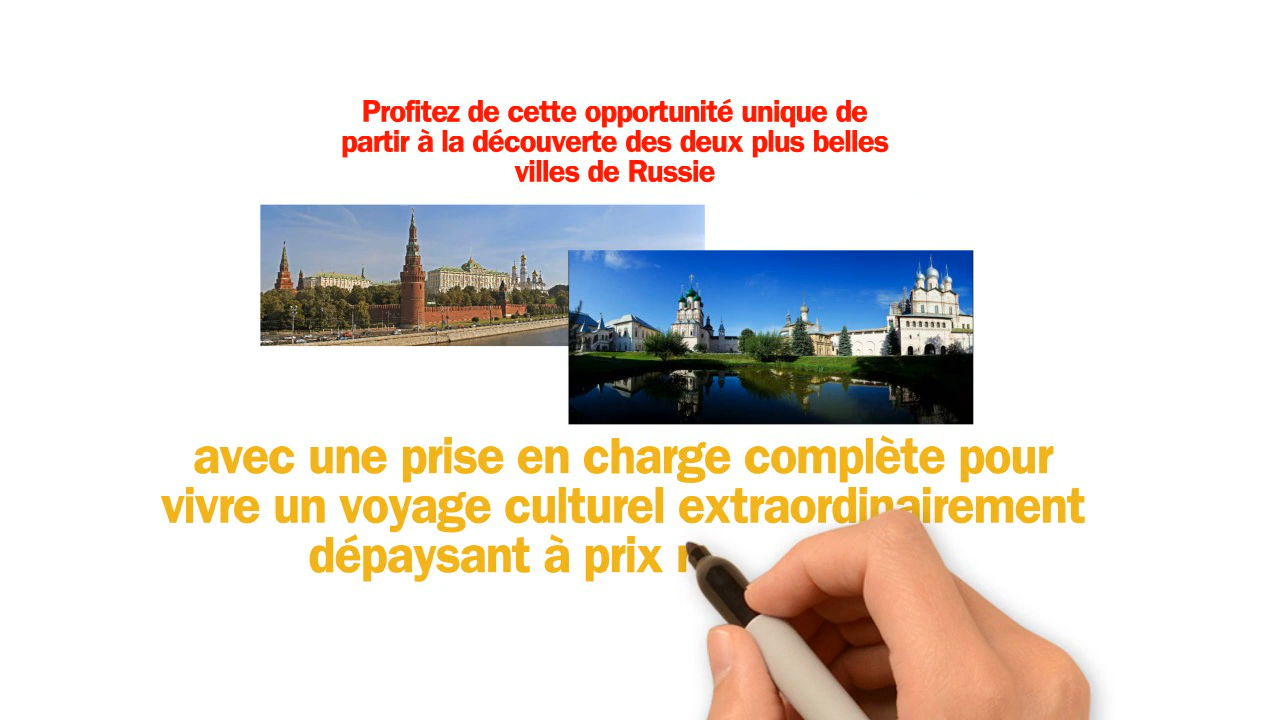 Profitez de cette opportunité unique de
partir à la découverte des deux plus belles
villes de Russie
avec une prise en charge complète pour
vivre un voyage culturel extraordinairement
dépaysant à prix